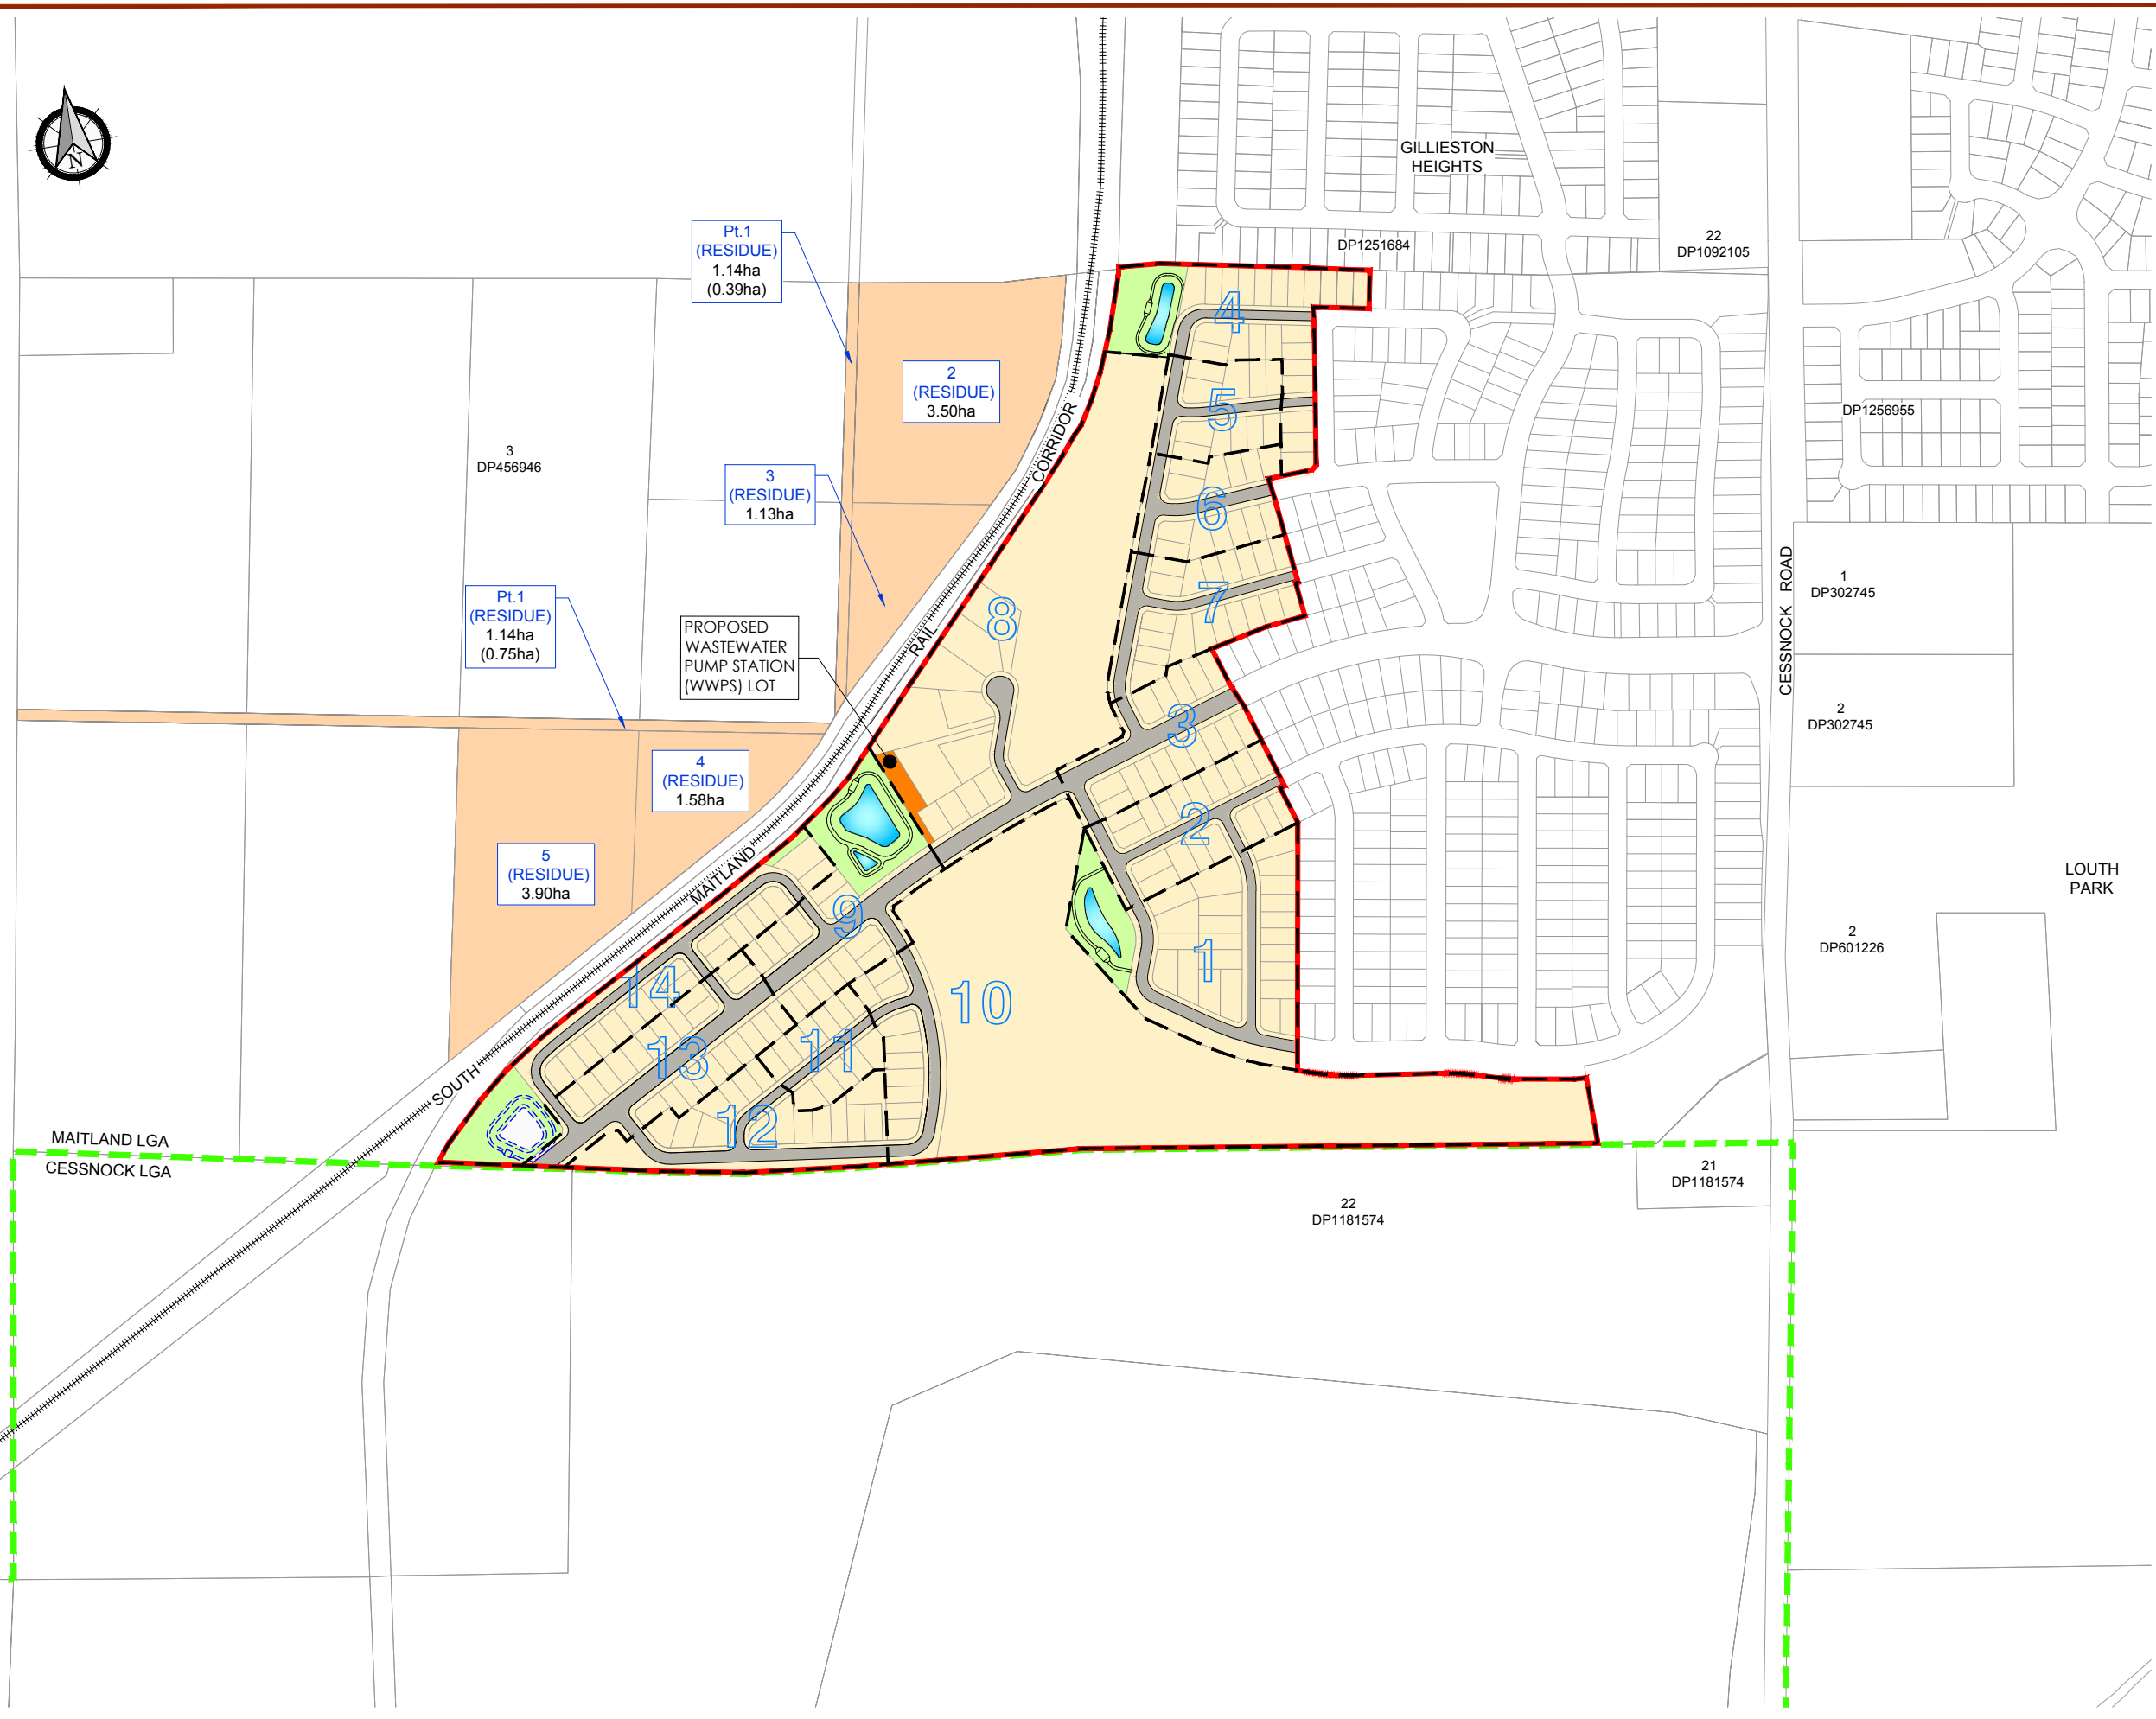 N
GILLIESTON
HEIGHTS
DP1251684
22
DP1092105
Pt.1
(RESIDUE)
1.14ha
(0.39ha)
4
2
(RESIDUE)
3.50ha
5
DP1256955
CORRIDOR
3
DP456946
3
(RESIDUE)
1.13ha
6
CESSNOCK ROAD
1
DP302745
Pt.1
(RESIDUE)
1.14ha
(0.75ha)
7
8
RAIL
PROPOSED
WASTEWATER
PUMP STATION
(WWPS) LOT
2
DP302745
3
4
(RESIDUE)
1.58ha
2
5
(RESIDUE)
3.90ha
MAITLAND
LOUTH
PARK
9
2
DP601226
1
14
10
13
11
SOUTH
12
MAITLAND LGA
CESSNOCK LGA
21
DP1181574
22
DP1181574